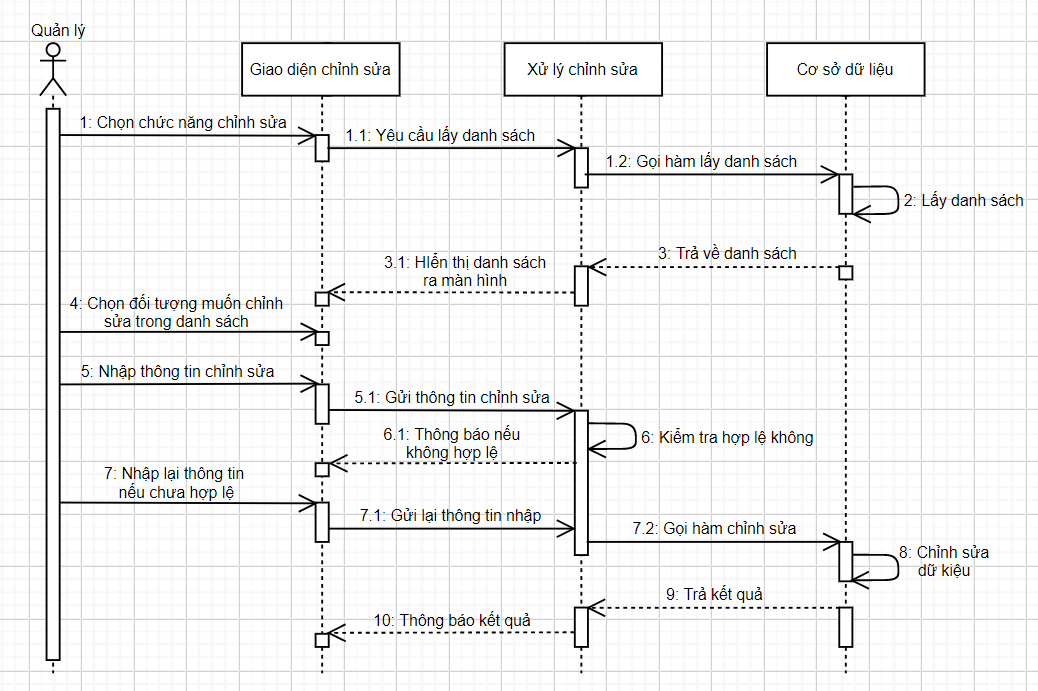 Quản lý
Giao diện chỉnh sửa
Xử lý chỉnh sửa
Cơ sở dữ liệu
1: Chọn chức năng chỉnh sửa
1.1: Yêu cầu lấy danh sách
1.2: Gọi hàm lấy danh sách
2: Lấy danh sách
3: Trả về danh sách
3.1: HIển thị danh sách
ra màn hình
4: Chọn đối tượng muốn chỉnh
sửa trong danh sách
5: Nhập thông tin chỉnh sửa
5.1: Gửi thông tin chỉnh sửa
6: Kiểm tra hợp lệ không
6.1: Thông báo nếu
không hợp lệ
7: Nhập lại thông tin
nếu chưa hợp lệ
7.1: Gửi lại thông tin nhập
7.2: Gọi hàm chỉnh sửa
8: Chỉnh sửa
dữ kiệu
9: Trả kết quả
10: Thông báo kết quả